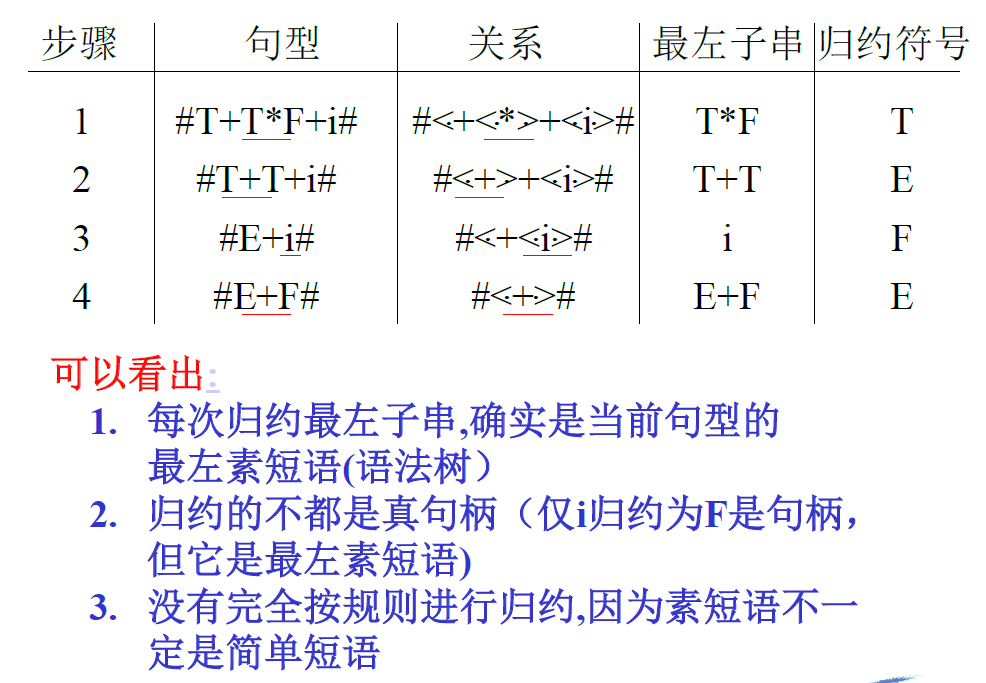 步骤 句型 关系 最左子串 归约符号
1 #T+T*F+i# #<·+<·*·>+<·i·>#  T*F T
2 #T+T+i# #<·+·>+<·i·># T+T E
3 #E+i# #<·+<·i·># i F
4 #E+F# #<·+·># E+F E
可以看出:
1. 每次归约最左子串,确实是当前句型的
最左素短语(语法树）
2. 归约的不都是真句柄（仅i归约为F是句柄，
但它是最左素短语)
3. 没有完全按规则进行归约,因为素短语不一
定是简单短语